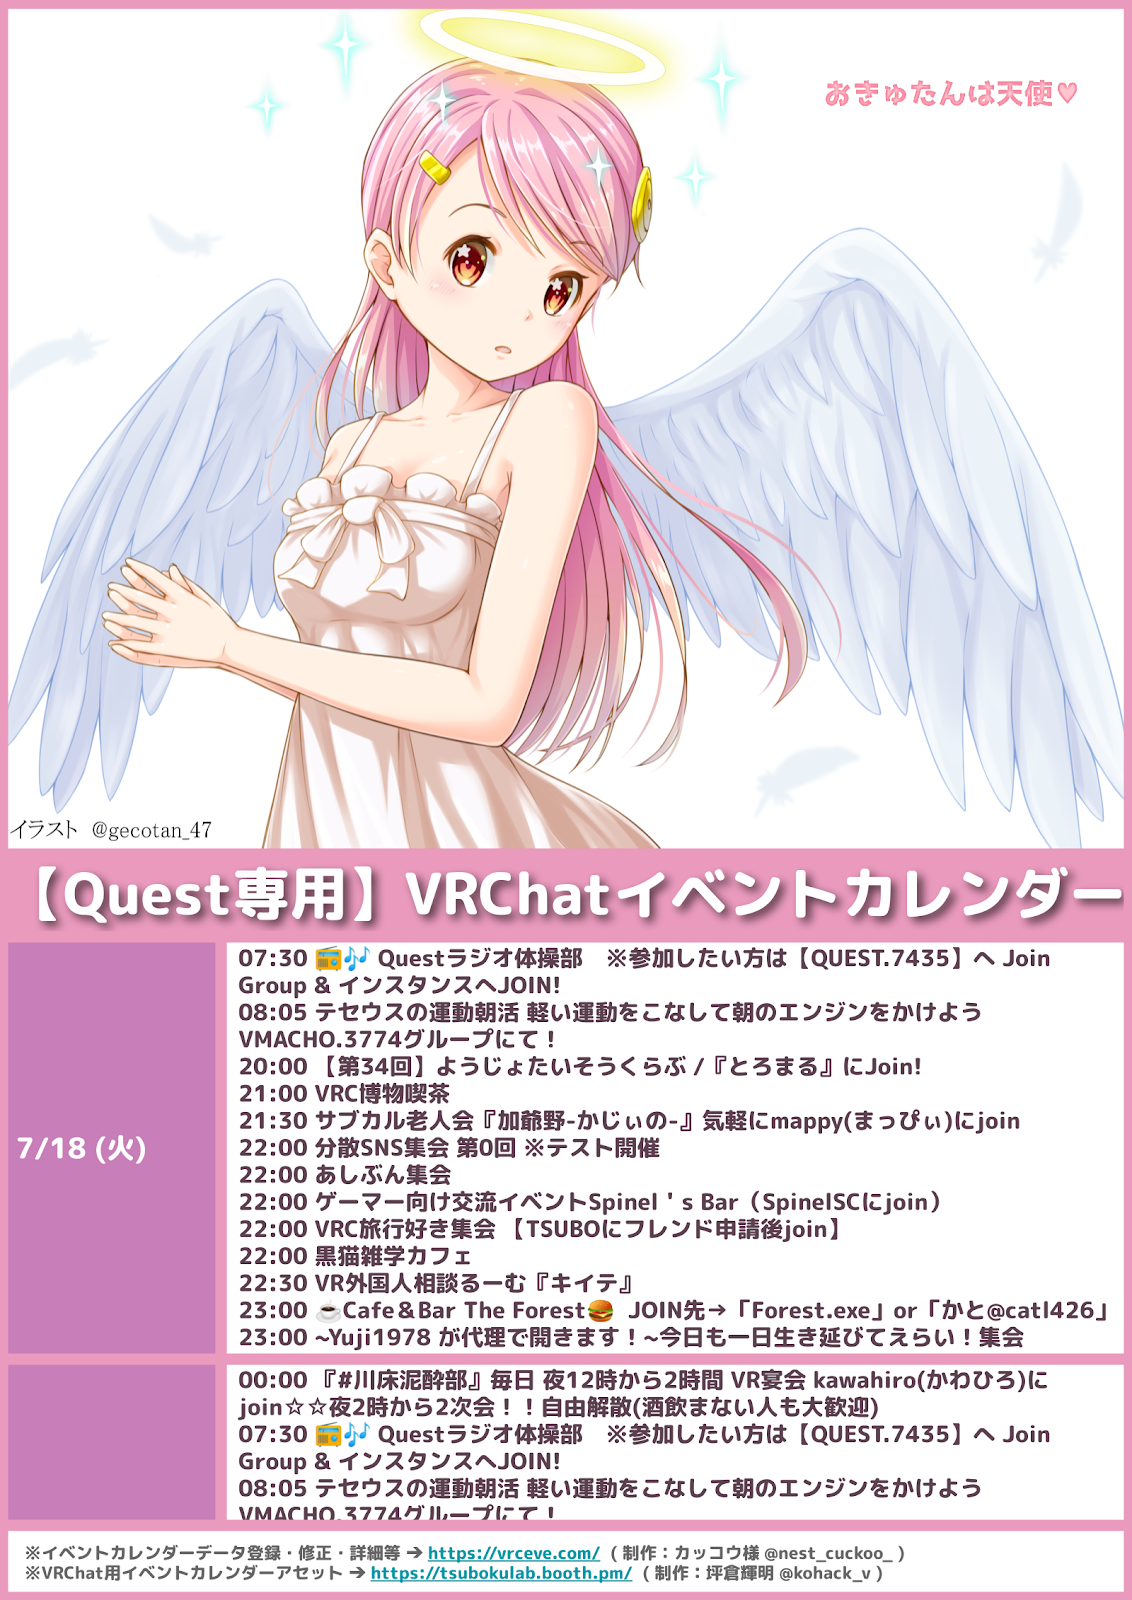 おきゅたんは天使♥
イラスト @gecotan_47
【Quest専用】VRChatイベントカレンダー
7/18 (火)
07:30 📻🎶 Questラジオ体操部　※参加したい方は【QUEST.7435】へ Join
Group & インスタンスへJOIN!
08:05 テセウスの運動朝活 軽い運動をこなして朝のエンジンをかけよう
VMACHO.3774グループにて！
20:00 【第34回】ようじょたいそうくらぶ /『とろまる』にJoin!
21:00 VRC博物喫茶
21:30 サブカル老人会『加爺野-かじぃの-』気軽にmappy(まっぴぃ)にjoin
22:00 分散SNS集会 第0回 ※テスト開催
22:00 あしぶん集会
22:00 ゲーマー向け交流イベントSpinel ' s Bar（SpinelSCにjoin）
22:00 VRC旅行好き集会 【TSUBOにフレンド申請後join】
22:00 黒猫雑学カフェ
22:30 VR外国人相談るーむ『キイテ』
23:00 ☕Cafe＆Bar The Forest🍔 JOIN先→「Forest.exe」or「かと@catl426」
23:00 ~Yuji1978 が代理で開きます！~今日も一日生き延びてえらい！集会
00:00 『#川床泥酔部』毎日 夜12時から2時間 VR宴会 kawahiro(かわひろ)に
join☆☆夜2時から2次会！！自由解散(酒飲まない人も大歓迎)
07:30 📻🎶 Questラジオ体操部　※参加したい方は【QUEST.7435】へ Join
Group & インスタンスへJOIN!
08:05 テセウスの運動朝活 軽い運動をこなして朝のエンジンをかけよう
VMACHO.3774グループにて！
※イベントカレンダーデータ登録・修正・詳細等 → https://vrceve.com/ ( 制作：カッコウ様 @nest_cuckoo_ )
※VRChat用イベントカレンダーアセット → https://tsubokulab.booth.pm/ ( 制作：坪倉輝明 @kohack_v )